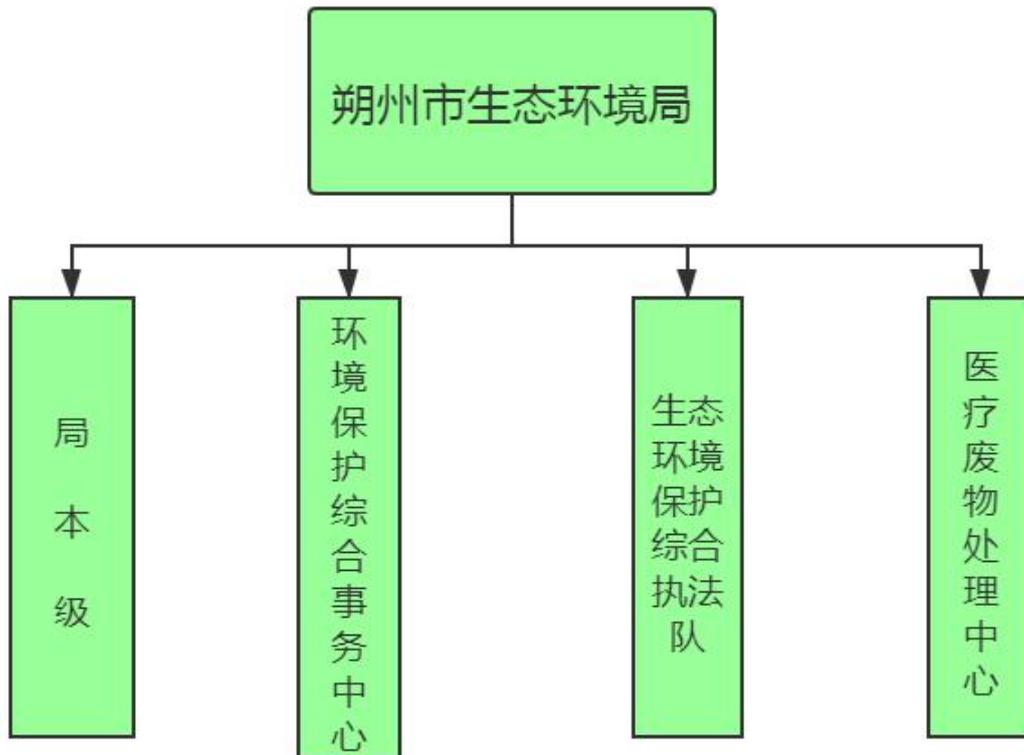 朔州市生态环境局
局本级
环境保护综合事务中心
生态
环境
保护
综合
执法
队
医疗废物处理中心